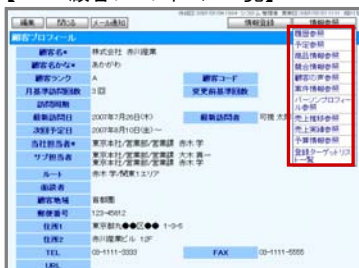 編集 閉じる メール通知 情報登録 情報参照
顧客プロフィール
顧客名* 株式会社 赤川産業
顧客名かな* あかがわ
顧客ランク A 顧客コード
月基準訪問回数 3回 変更前基準回数
訪問周期
最新訪問日 2007年7月26日(木) 最新訪問者
次回予定日 2007年8月10日(金)～
当社担当者* 東京本社/営業部/営業課 赤木 学
サブ担当者 東京本社/営業部/営業課 大木 真一
東京本社/営業部/営業課 赤木 学
ルート 赤木 学/関東1エリア
面談者
顧客地域 首都圏
郵便番号 123-45612
住所1 東京都丸●●区●● 1-3-5
住所2 赤川産業ビル 12F
TEL 03-1111-3333 FAX 03-1111-5555
URL
履歴参照
予定参照
商品情報参照
競合情報参照
顧客の声参照
案件情報参照
パーソンプロフィール参照
売上推移参照
売上実績参照
予算情報参照
登録ターゲットリスト一覧